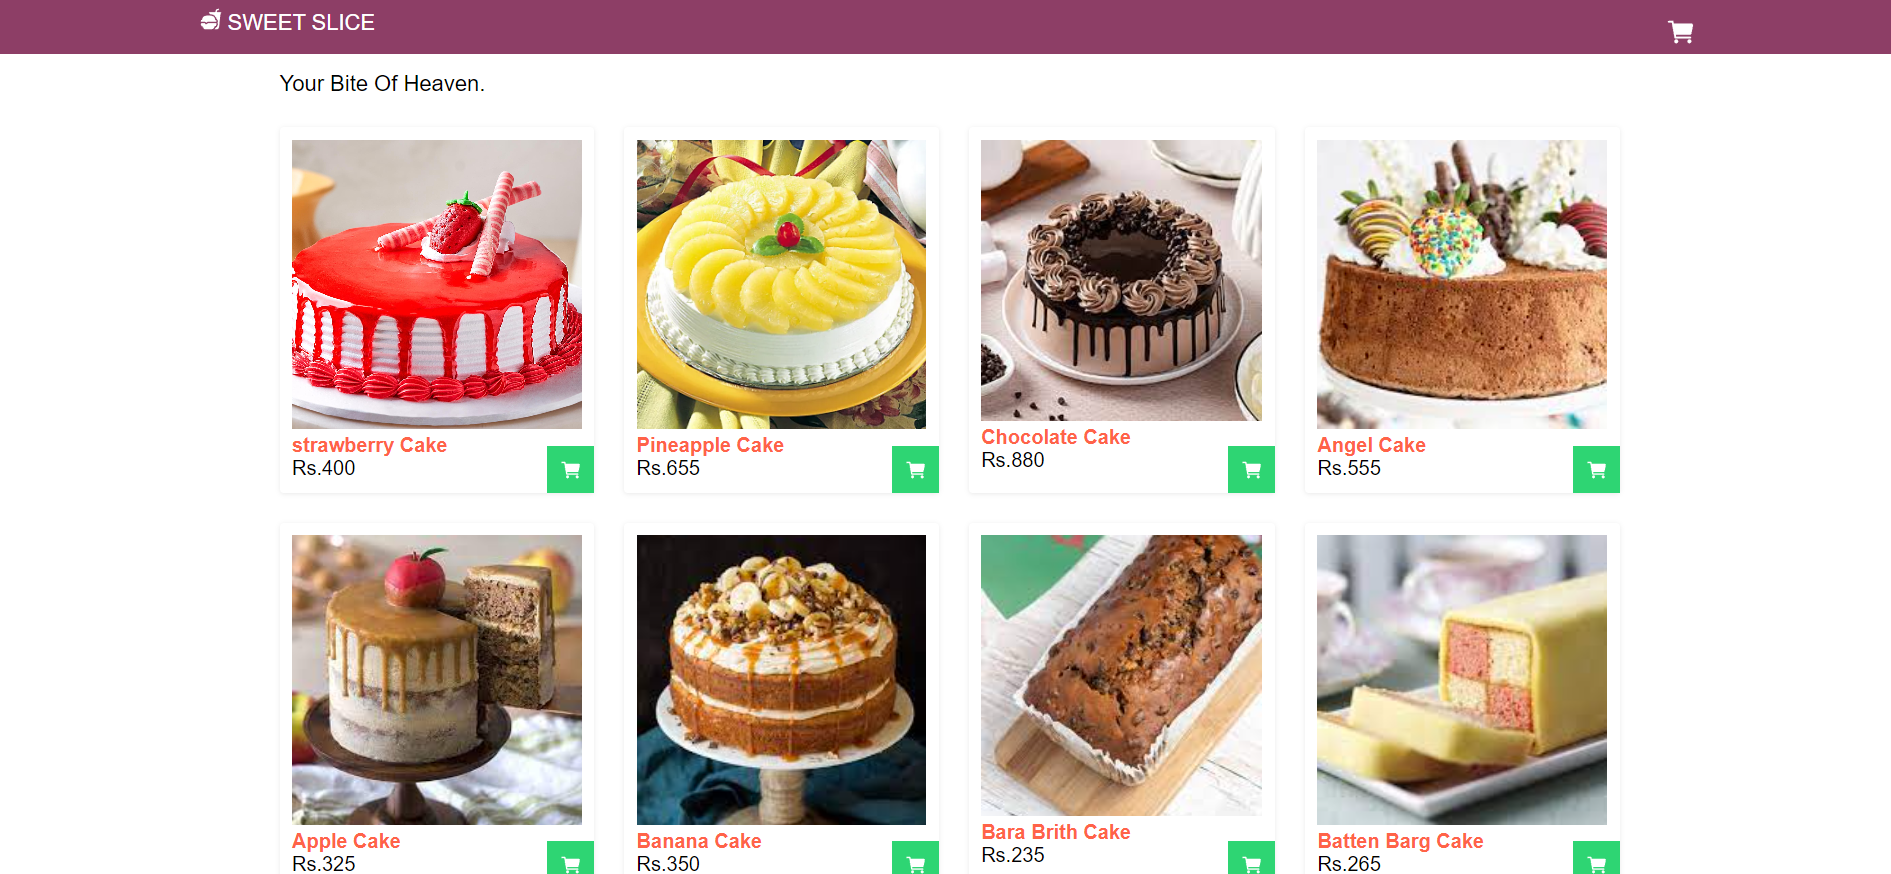 SWEET SLICE
Your Bite Of Heaven.
strawberry Cake
Rs.400
Pineapple Cake
Rs.655
Chocolate Cake
Rs.880
Angel Cake
Rs.555
Apple Cake
Rs.325
Banana Cake
Rs.350
Bara Brith Cake
Rs.235
Batten Barg Cake
Rs.265